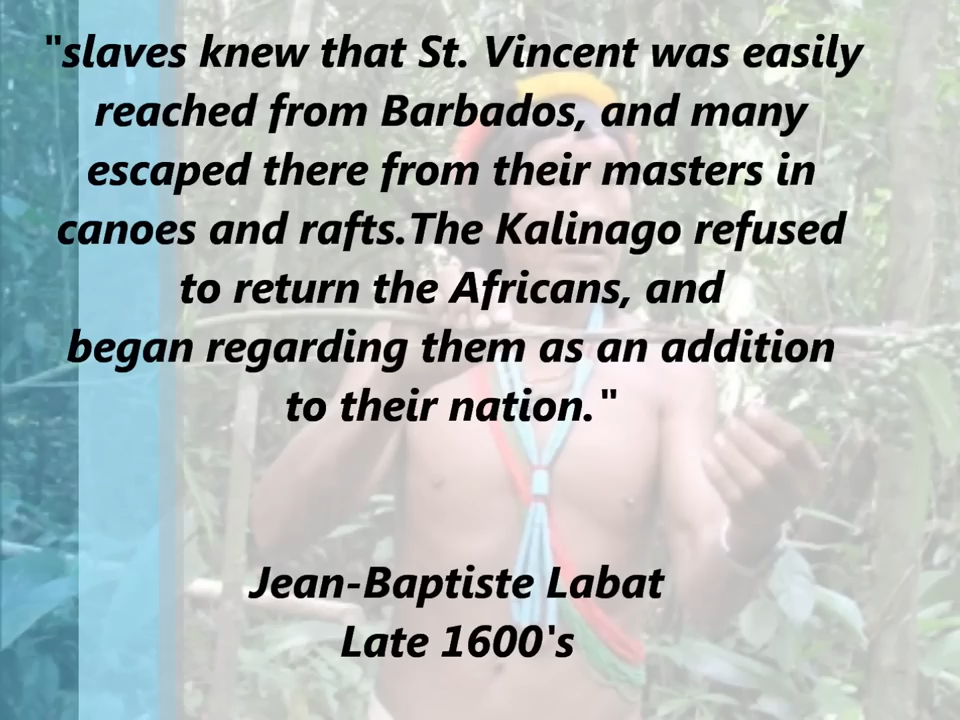 "slaves knew that St. Vincent was easily
reached from Barbados, and many
escaped there from their masters in
canoes and rafts.The Kalinago refused
to return the Africans, and
began regarding them as an addition
to their nation."
Jean-Baptiste Labat
Late 1600's